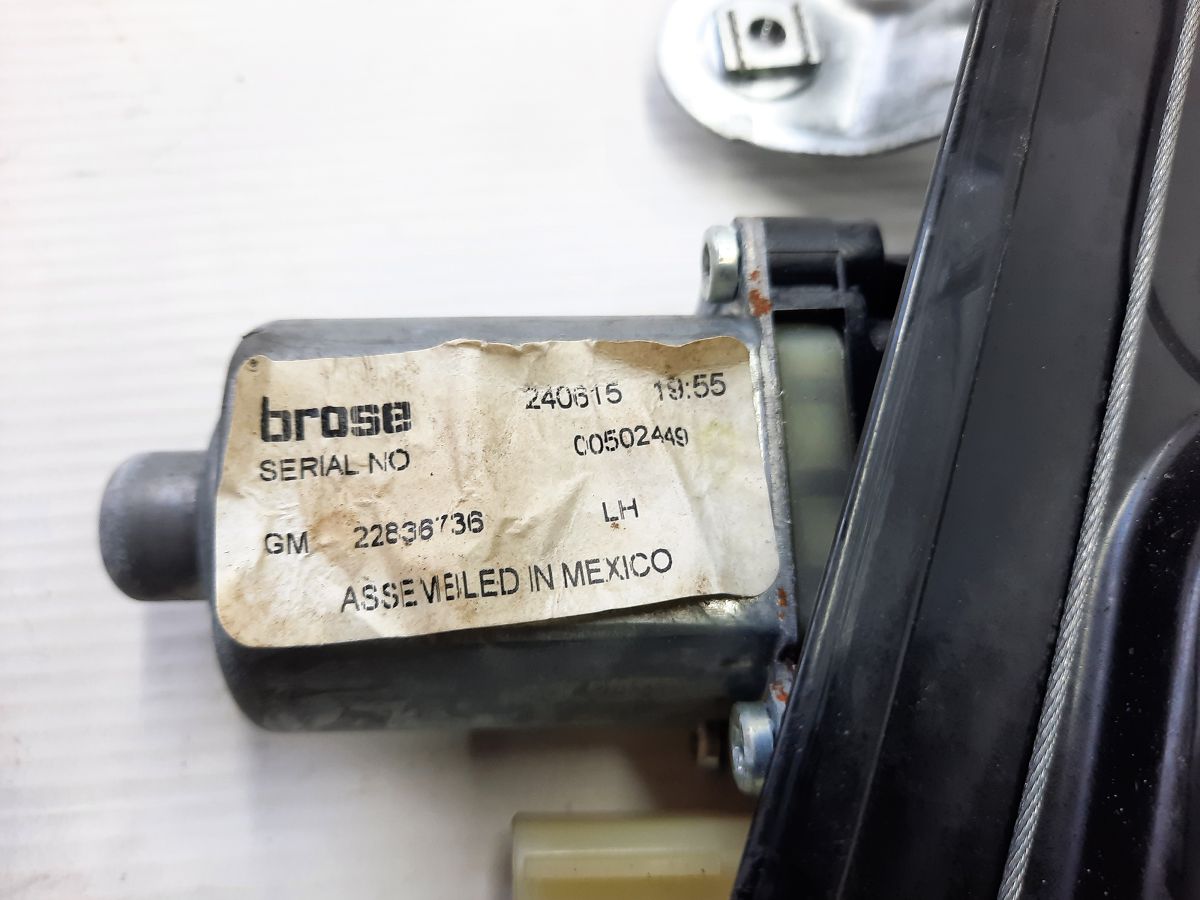 brose 240615 19:55
SERIAL NO 00502449
GM 22836736 LH
ASSEMBLED IN MEXICO